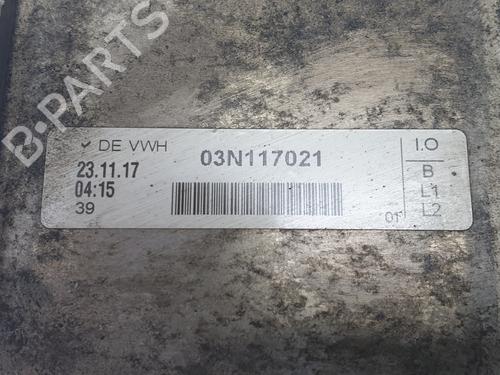 ✓ DE VWH
03N117021
I.O
23.11.17
B
04:15
L1
39
01
L2
B-PARTS